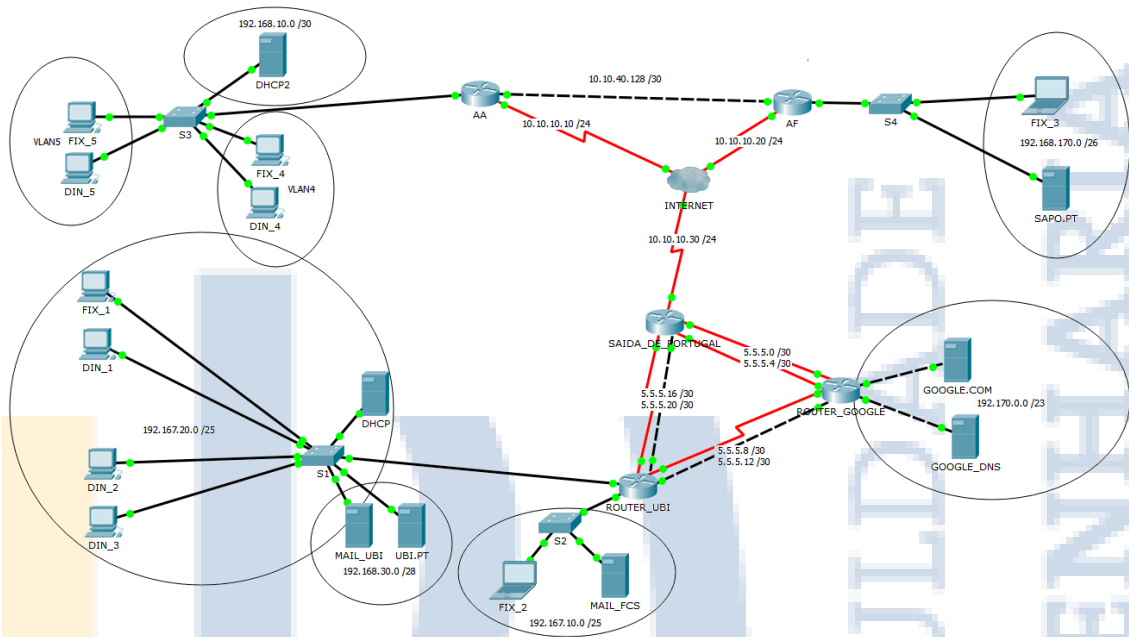 192.168.10.0 /30
DHCP2
VLAN5
FIX_5
DIN_5
S3
FIX_4
VLAN4
DIN_4
AA
10.10.40.128 /30
AF
S4
FIX_3
192.168.170.0 /26
SAPO.PT
10.10.10.10 /24
10.10.10.20 /24
INTERNET
10.10.10.30 /24
SAIDA_DE_PORTUGAL
5.5.5.0 /30
5.5.5.4 /30
5.5.5.16 /30
5.5.5.20 /30
ROUTER_GOOGLE
GOOGLE.COM
192.170.0.0 /23
GOOGLE_DNS
5.5.5.8 /30
5.5.5.12 /30
ROUTER_UBI
FIX_1
DIN_1
192.167.20.0 /25
DHCP
DIN_2
S1
DIN_3
MAIL_UBI
UBI.PT
192.168.30.0 /28
S2
FIX_2
MAIL_FCS
192.167.10.0 /25